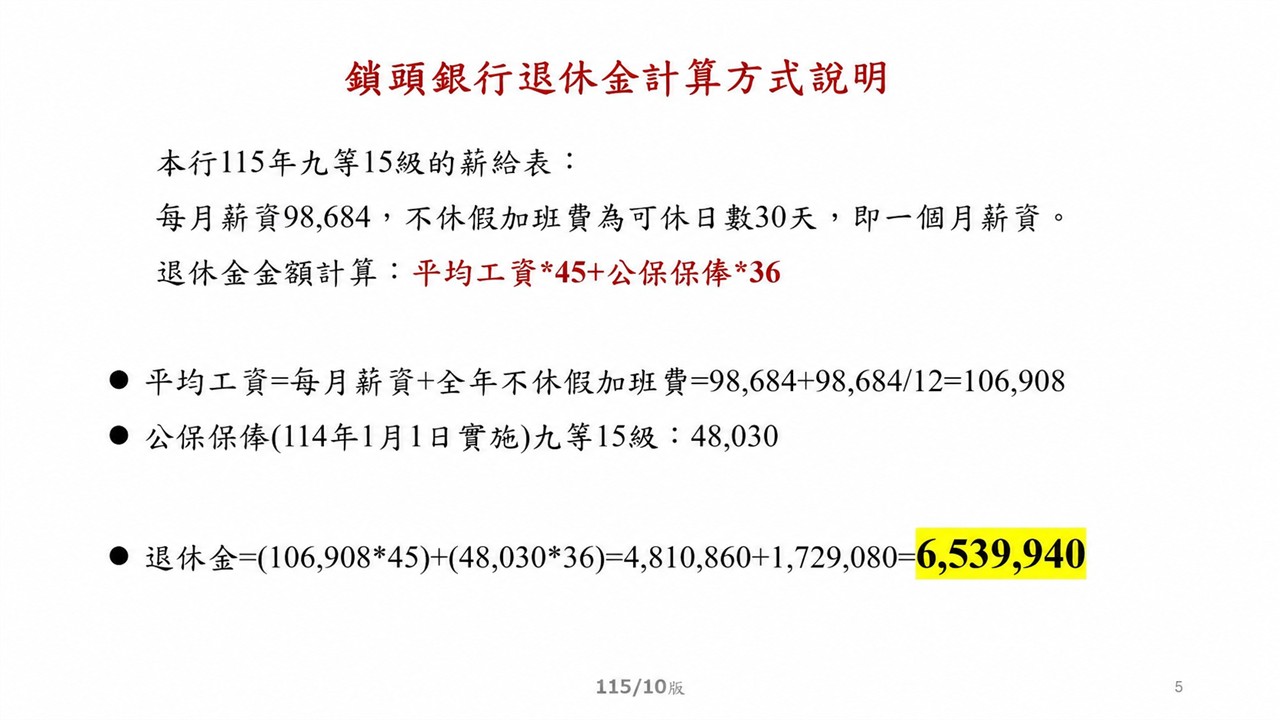 鎖頭銀行退休金計算方式說明
本行115年九等15級的薪給表：
每月薪資98,684，不休假加班費為可休日數30天，即一個月薪資。
退休金金額計算：平均工資*45+公保保俸*36
● 平均工資=每月薪資+全年不休假加班費=98,684+98,684/12=106,908
● 公保保俸(114年1月1日實施)九等15級：48,030
● 退休金=(106,908*45)+(48,030*36)=4,810,860+1,729,080=6,539,940
115/10版
5